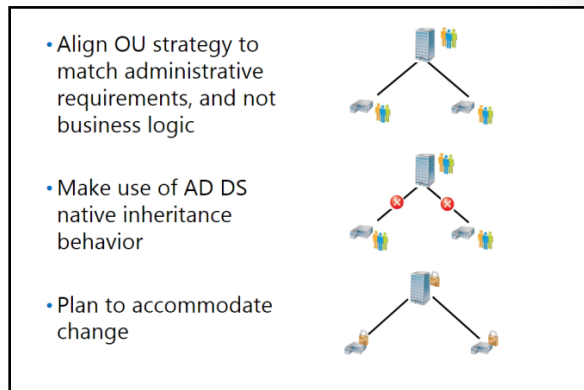 • Align OU strategy to
match administrative
requirements, and not
business logic
• Make use of AD DS
native inheritance
behavior
• Plan to accommodate
change